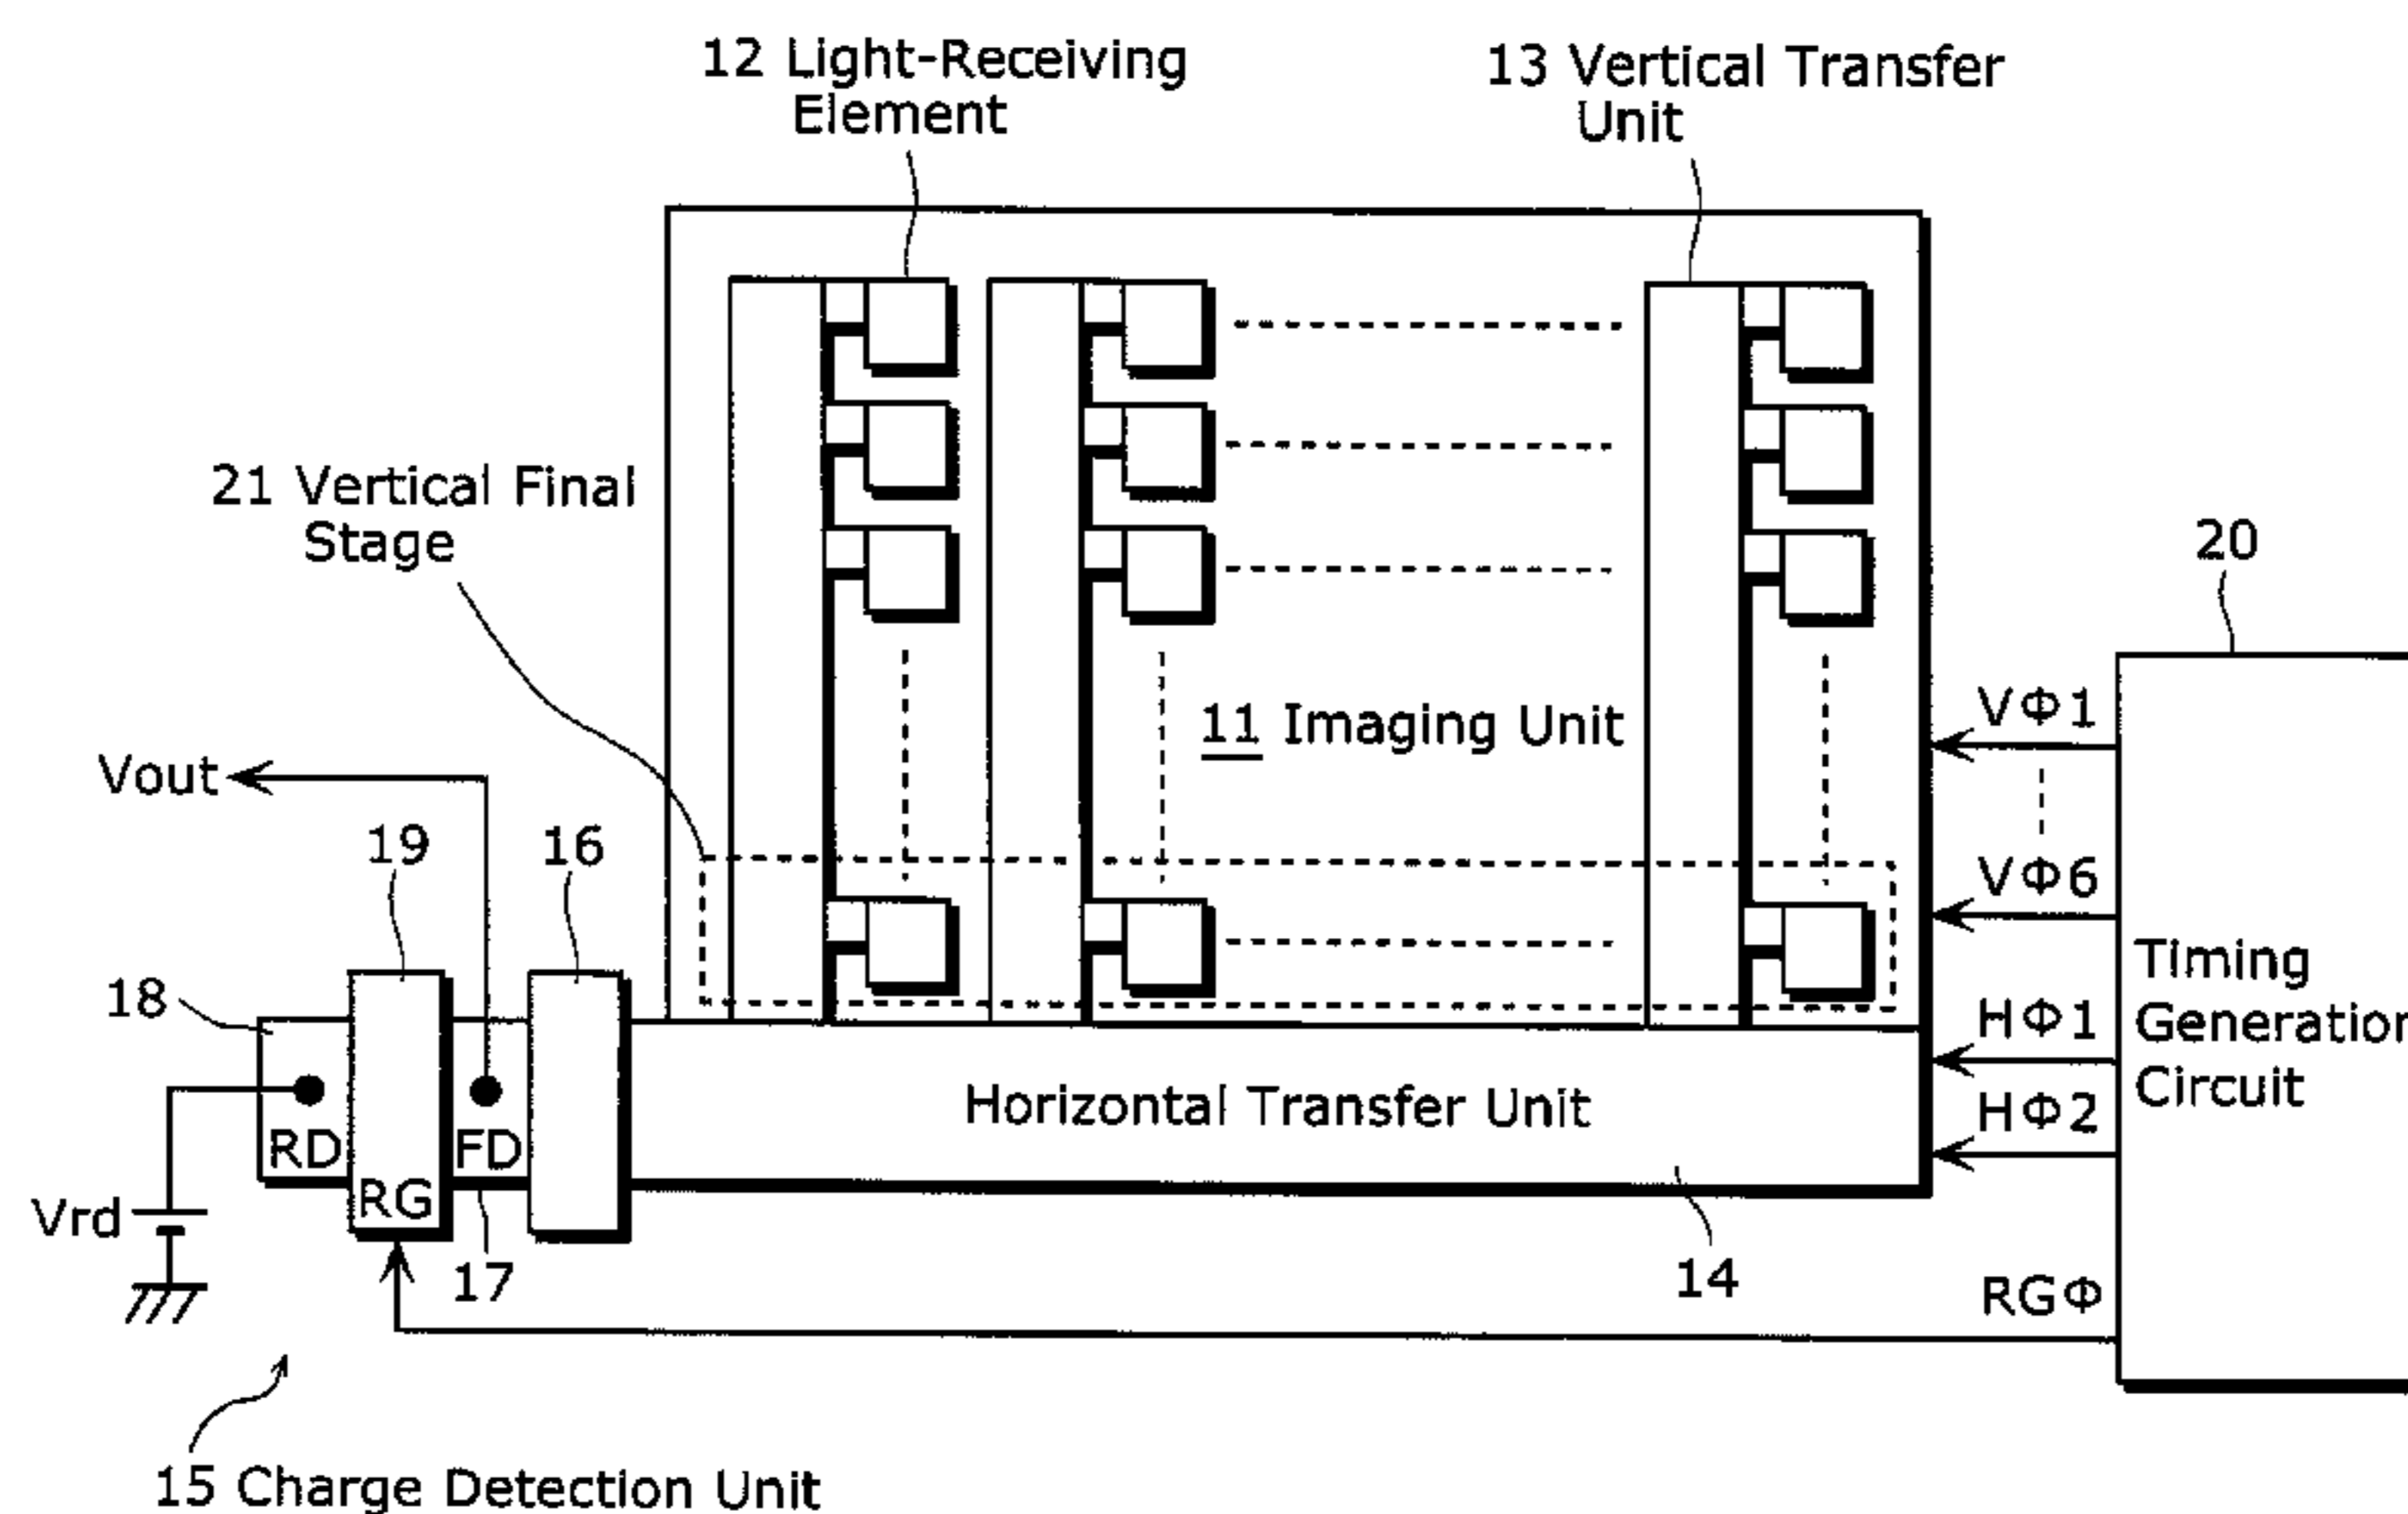 12 Light-Receiving
Element
13 Vertical Transfer
Unit
21 Vertical Final
Stage
20
11 Imaging Unit
VΦ1
Vout
19
16
VΦ6
18
Timing
Generation
Circuit
HΦ1
HΦ2
Horizontal Transfer Unit
RD
FD
RG
Vrd
17
14
RGΦ
15 Charge Detection Unit